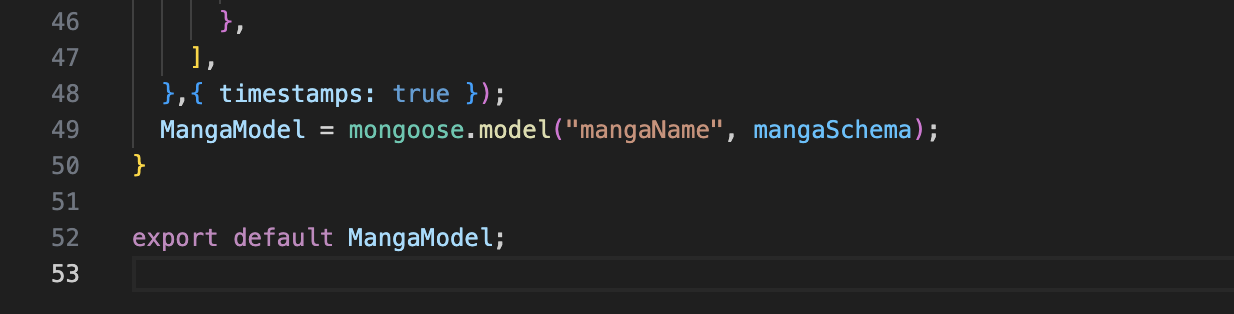 46 },
47 ],
48 },{ timestamps: true });
49 MangaModel = mongoose.model("mangaName", mangaSchema);
50 }
51
52 export default MangaModel;
53